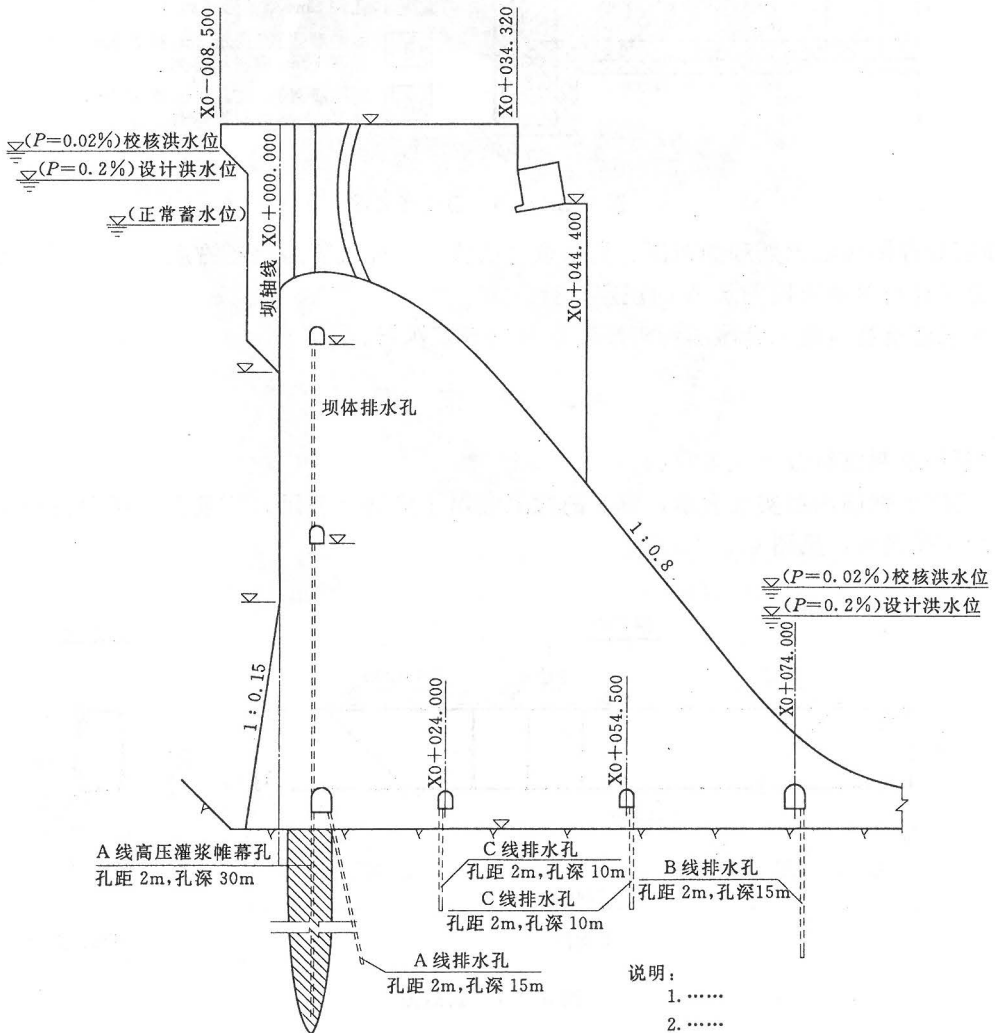 X0－008.500
X0＋034.320
(P=0.02%)校核洪水位
(P=0.2%)设计洪水位
(正常蓄水位)
坝轴线 X0＋000.000
X0＋044.400
坝体排水孔
1:0.8
(P=0.02%)校核洪水位
(P=0.2%)设计洪水位
1:0.15
X0＋024.000
X0＋054.500
X0＋074.000
A线高压灌浆帷幕孔
孔距2m,孔深30m
C线排水孔
孔距2m,孔深10m
C线排水孔
孔距2m,孔深10m
B线排水孔
孔距2m,孔深15m
A线排水孔
孔距2m,孔深15m
说明：
1. ……
2. ……